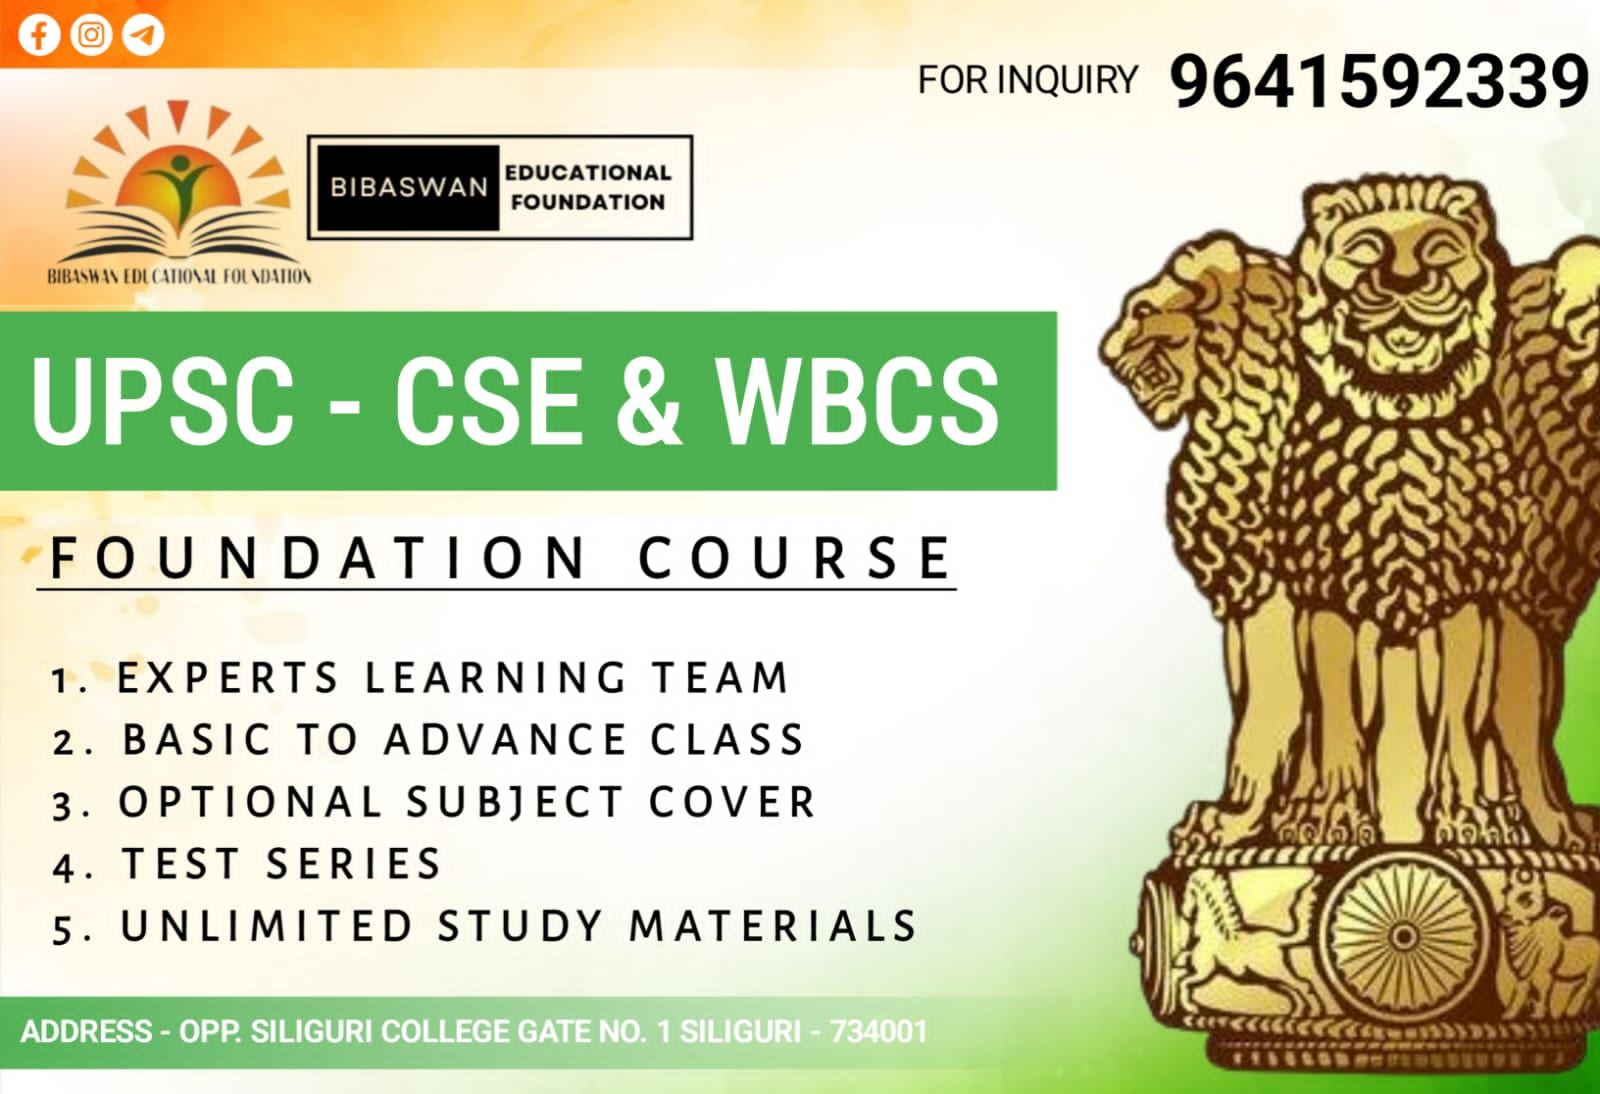 FOR INQUIRY 9641592339
BIBASWAN EDUCATIONAL FOUNDATION
BIBASWAN
EDUCATIONAL
FOUNDATION
UPSC - CSE & WBCS
FOUNDATION COURSE
1. EXPERTS LEARNING TEAM
2. BASIC TO ADVANCE CLASS
3. OPTIONAL SUBJECT COVER
4. TEST SERIES
5. UNLIMITED STUDY MATERIALS
ADDRESS - OPP. SILIGURI COLLEGE GATE NO. 1 SILIGURI - 734001